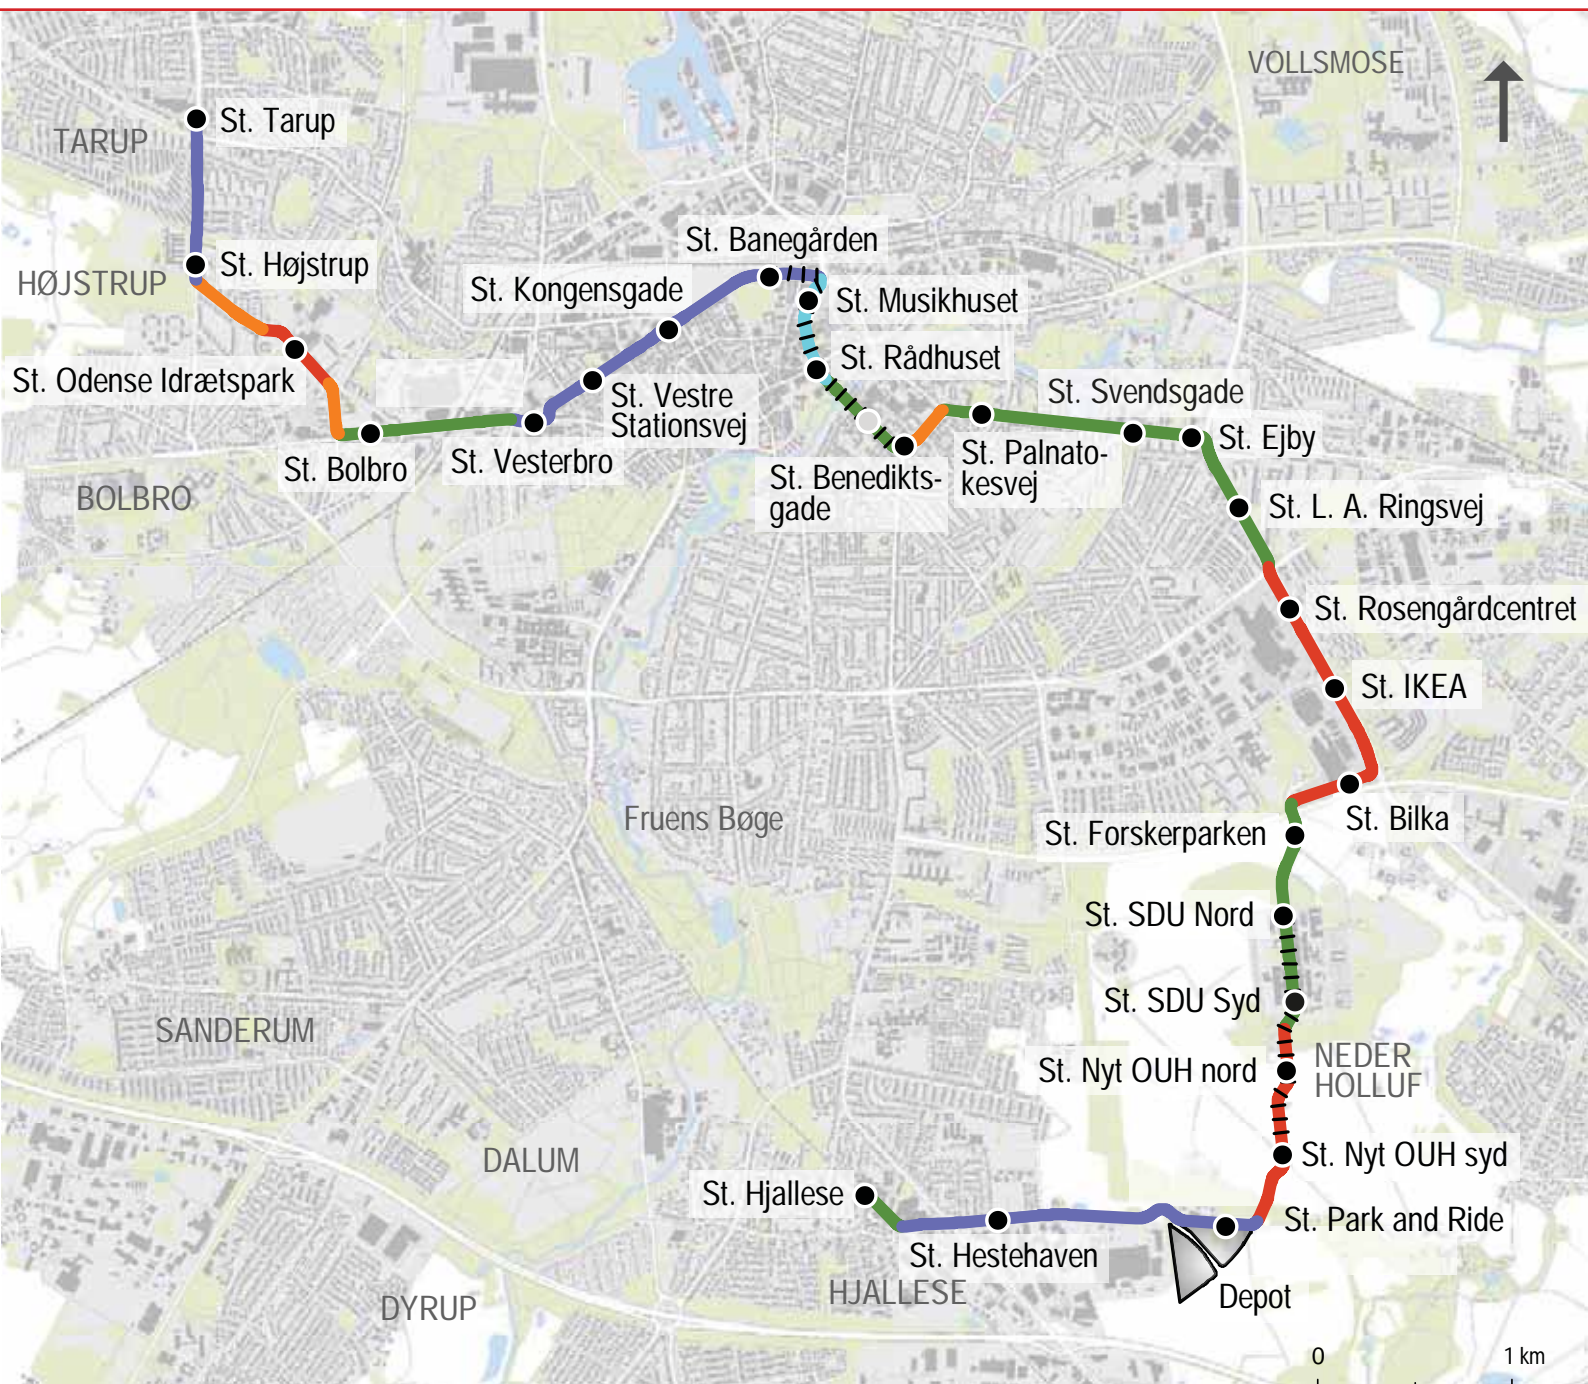 VOLLSMOSE
St. Tarup
TARUP
St. Banegården
St. Højstrup
HØJSTRUP
St. Kongensgade
St. Musikhuset
St. Rådhuset
St. Odense Idrætspark
St. Svendsgade
St. Vestre
Stationsvej
St. Ejby
St. Bolbro
St. Vesterbro
St. Palnato-
kesvej
St. Benedikts-
gade
BOLBRO
St. L. A. Ringsvej
St. Rosengårdcentret
St. IKEA
Fruens Bøge
St. Bilka
St. Forskerparken
St. SDU Nord
St. SDU Syd
SANDERUM
NEDER
HOLLUF
St. Nyt OUH nord
DALUM
St. Nyt OUH syd
St. Hjallese
St. Park and Ride
St. Hestehaven
HJALLESE
Depot
DYRUP
0 1 km